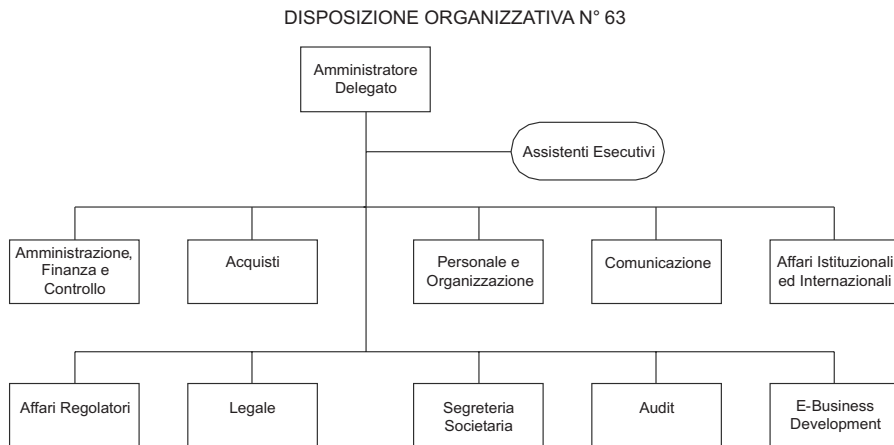 DISPOSIZIONE ORGANIZZATIVA N° 63
Amministratore
Delegato
Assistenti Esecutivi
Amministrazione,
Finanza e
Controllo
Acquisti
Personale e
Organizzazione
Comunicazione
Affari Istituzionali
ed Internazionali
Affari Regolatori
Legale
Segreteria
Societaria
Audit
E-Business
Development